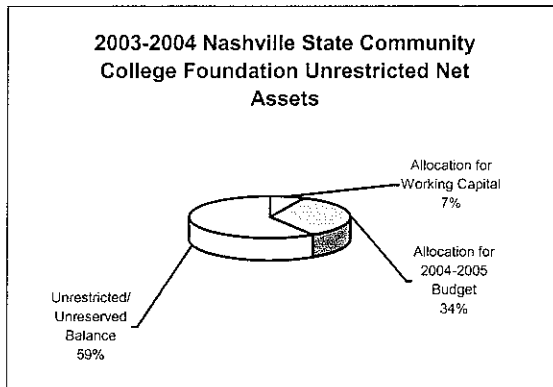 2003-2004 Nashville State Community
College Foundation Unrestricted Net
Assets
Allocation for
Working Capital
7%
Allocation for
2004-2005
Budget
34%
Unrestricted/
Unreserved
Balance
59%